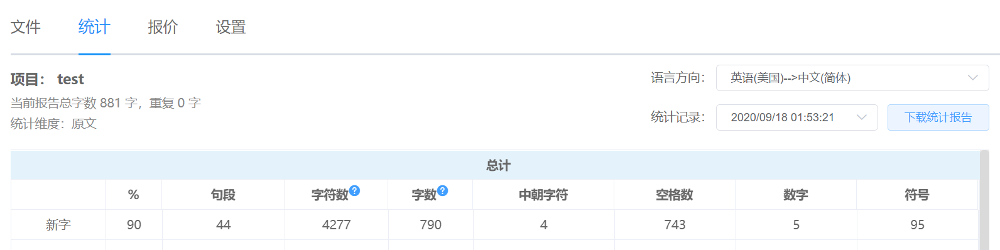 文件 统计 报价 设置
项目： test
当前报告总字数 881 字，重复 0 字
统计维度：原文
语言方向： 英语(美国)-->中文(简体)
统计记录： 2020/09/18 01:53:21 下载统计报告
总计
% 句段 字符数? 字数? 中朝字符 空格数 数字 符号
新字 90 44 4277 790 4 743 5 95